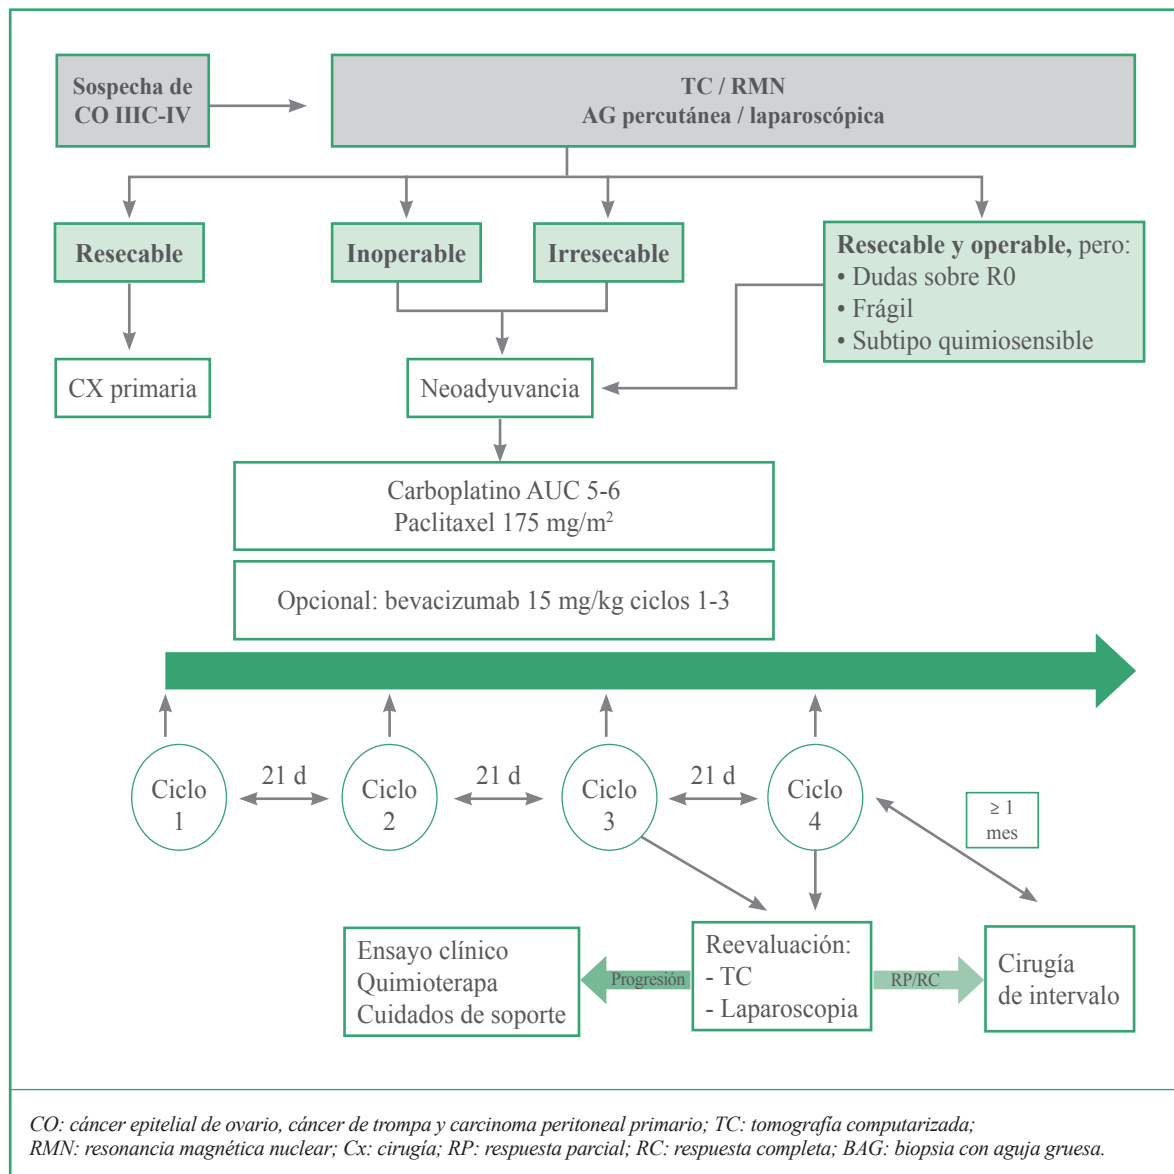 Sospecha de
CO IIIC-IV
TC / RMN
AG percutánea / laparoscópica
Resecable
Inoperable
Irresecable
Resecable y operable, pero:
• Dudas sobre R0
• Frágil
• Subtipo quimiosensible
CX primaria
Neoadyuvancia
Carboplatino AUC 5-6
Paclitaxel 175 mg/m²
Opcional: bevacizumab 15 mg/kg ciclos 1-3
Ciclo
1
21 d
Ciclo
2
21 d
Ciclo
3
21 d
Ciclo
4
≥ 1
mes
Ensayo clínico
Quimioterapa
Cuidados de soporte
Progresión
Reevaluación:
- TC
- Laparoscopia
RP/RC
Cirugía
de intervalo
CO: cáncer epitelial de ovario, cáncer de trompa y carcinoma peritoneal primario; TC: tomografía computarizada;
RMN: resonancia magnética nuclear; Cx: cirugía; RP: respuesta parcial; RC: respuesta completa; BAG: biopsia con aguja gruesa.